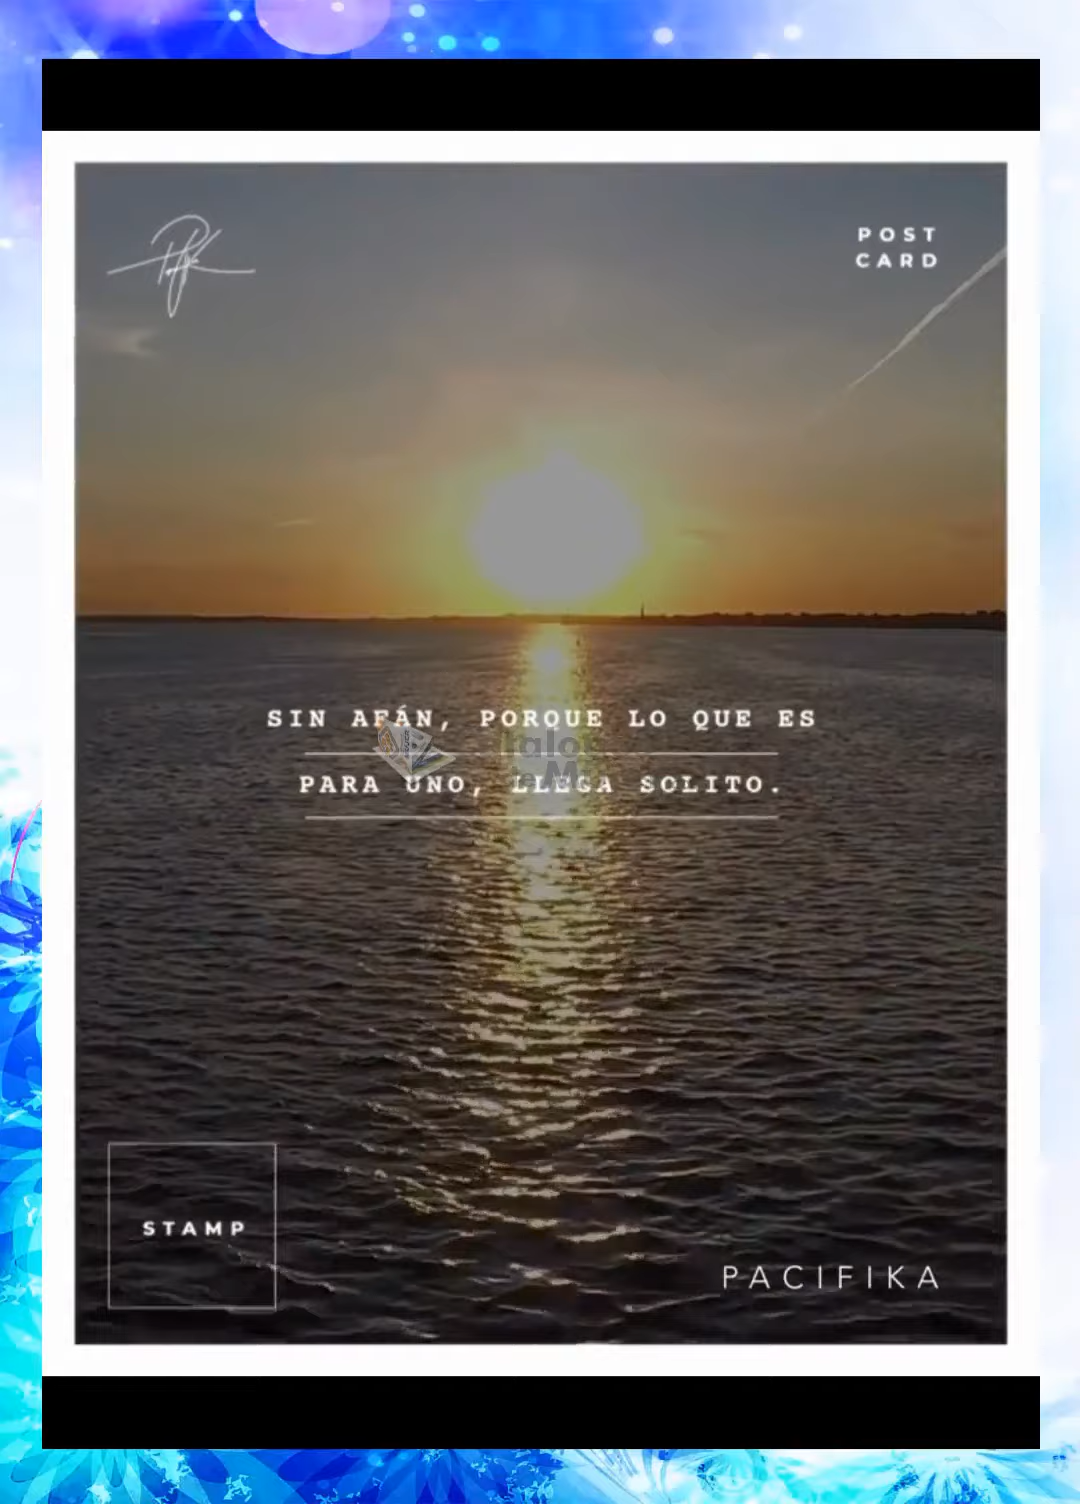 POST
CARD
SIN AFÁN, PORQUE LO QUE ES
PARA UNO, LLEGA SOLITO.
STAMP
PACIFIKA